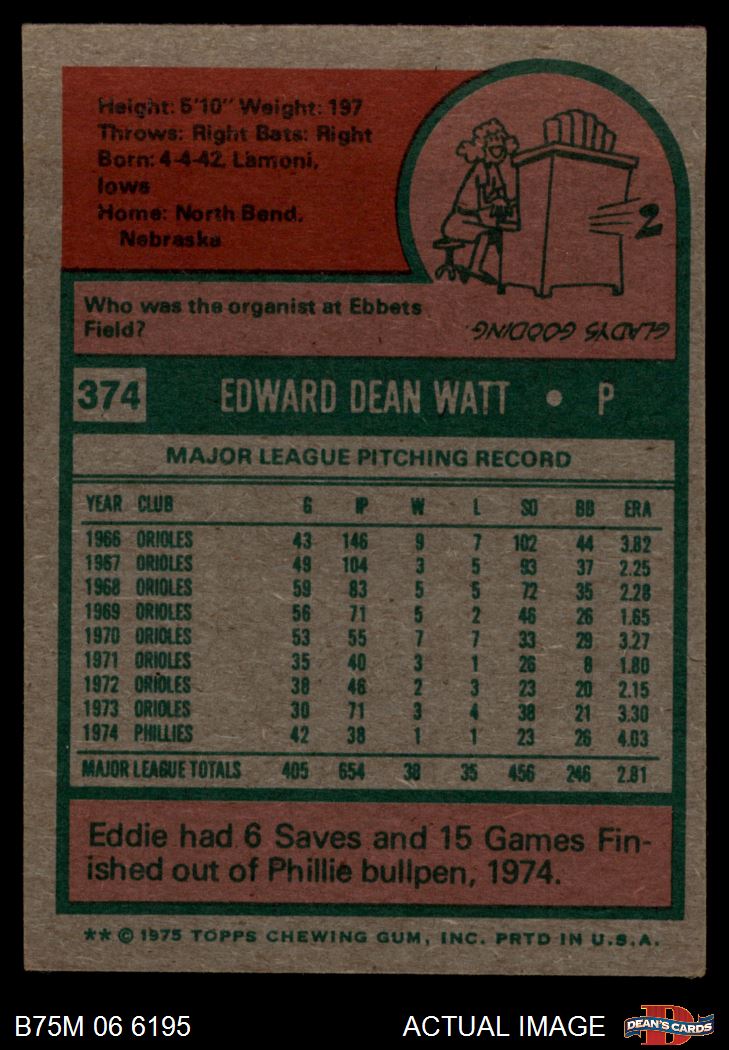 Height: 5'10" Weight: 197
Throws: Right Bats: Right
Born: 4-4-42, Lamoni,
Iowa
Home: North Bend,
Nebraska
2
Who was the organist at Ebbets
Field?
GLADYS GOODING.
374 EDWARD DEAN WATT • P
MAJOR LEAGUE PITCHING RECORD
YEAR CLUB G IP W L SO BB ERA
1966 ORIOLES 43 146 9 7 102 44 3.82
1967 ORIOLES 49 104 3 5 93 37 2.25
1968 ORIOLES 59 83 5 5 72 35 2.28
1969 ORIOLES 56 71 5 2 46 26 1.65
1970 ORIOLES 53 55 7 7 33 29 3.27
1971 ORIOLES 35 40 3 1 26 8 1.80
1972 ORIOLES 38 46 2 3 23 20 2.15
1973 ORIOLES 30 71 3 4 38 21 3.30
1974 PHILLIES 42 38 1 1 23 26 4.03
MAJOR LEAGUE TOTALS 405 654 38 35 456 246 2.81
Eddie had 6 Saves and 15 Games Fin-
ished out of Phillie bullpen, 1974.
** © 1975 TOPPS CHEWING GUM, INC. PRTD IN U.S.A.
B75M 06 6195 ACTUAL IMAGE DEAN'S CARDS